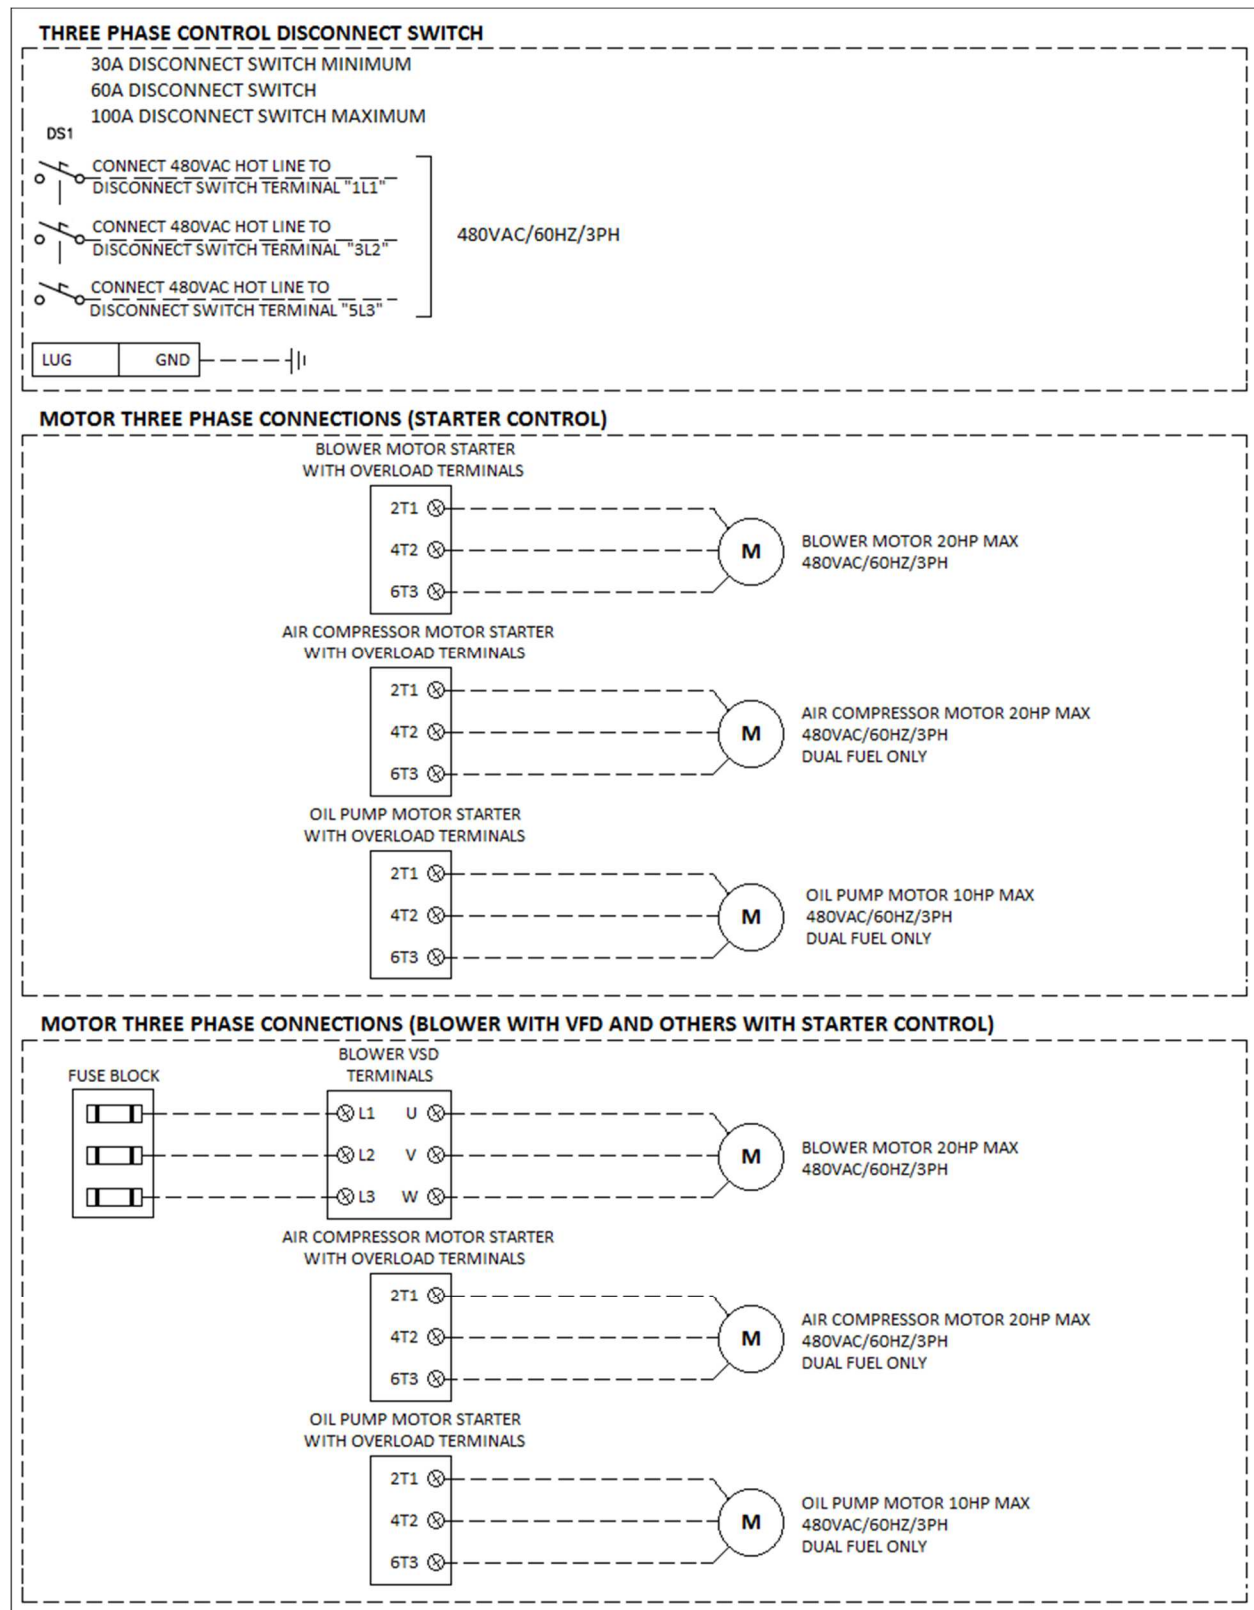 THREE PHASE CONTROL DISCONNECT SWITCH
30A DISCONNECT SWITCH MINIMUM
60A DISCONNECT SWITCH
100A DISCONNECT SWITCH MAXIMUM
DS1
CONNECT 480VAC HOT LINE TO
DISCONNECT SWITCH TERMINAL "1L1"
CONNECT 480VAC HOT LINE TO
DISCONNECT SWITCH TERMINAL "3L2"
480VAC/60HZ/3PH
CONNECT 480VAC HOT LINE TO
DISCONNECT SWITCH TERMINAL "5L3"
LUG GND
MOTOR THREE PHASE CONNECTIONS (STARTER CONTROL)
BLOWER MOTOR STARTER
WITH OVERLOAD TERMINALS
2T1
4T2
6T3
M
BLOWER MOTOR 20HP MAX
480VAC/60HZ/3PH
AIR COMPRESSOR MOTOR STARTER
WITH OVERLOAD TERMINALS
2T1
4T2
6T3
M
AIR COMPRESSOR MOTOR 20HP MAX
480VAC/60HZ/3PH
DUAL FUEL ONLY
OIL PUMP MOTOR STARTER
WITH OVERLOAD TERMINALS
2T1
4T2
6T3
M
OIL PUMP MOTOR 10HP MAX
480VAC/60HZ/3PH
DUAL FUEL ONLY
MOTOR THREE PHASE CONNECTIONS (BLOWER WITH VFD AND OTHERS WITH STARTER CONTROL)
FUSE BLOCK
BLOWER VSD
TERMINALS
L1 U
L2 V
L3 W
M
BLOWER MOTOR 20HP MAX
480VAC/60HZ/3PH
AIR COMPRESSOR MOTOR STARTER
WITH OVERLOAD TERMINALS
2T1
4T2
6T3
M
AIR COMPRESSOR MOTOR 20HP MAX
480VAC/60HZ/3PH
DUAL FUEL ONLY
OIL PUMP MOTOR STARTER
WITH OVERLOAD TERMINALS
2T1
4T2
6T3
M
OIL PUMP MOTOR 10HP MAX
480VAC/60HZ/3PH
DUAL FUEL ONLY